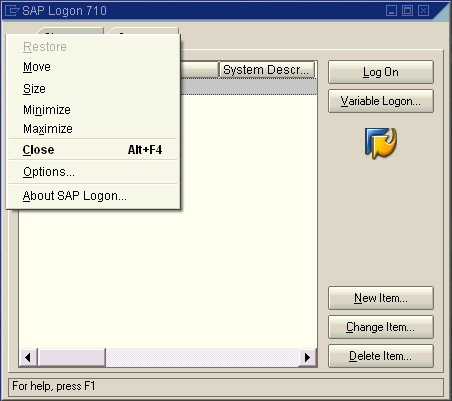 SAP Logon 710
Restore
Move
Size
Minimize
Maximize
Close Alt+F4
Options...
About SAP Logon...
System Descr...
Log On
Variable Logon...
New Item...
Change Item...
Delete Item...
For help, press F1